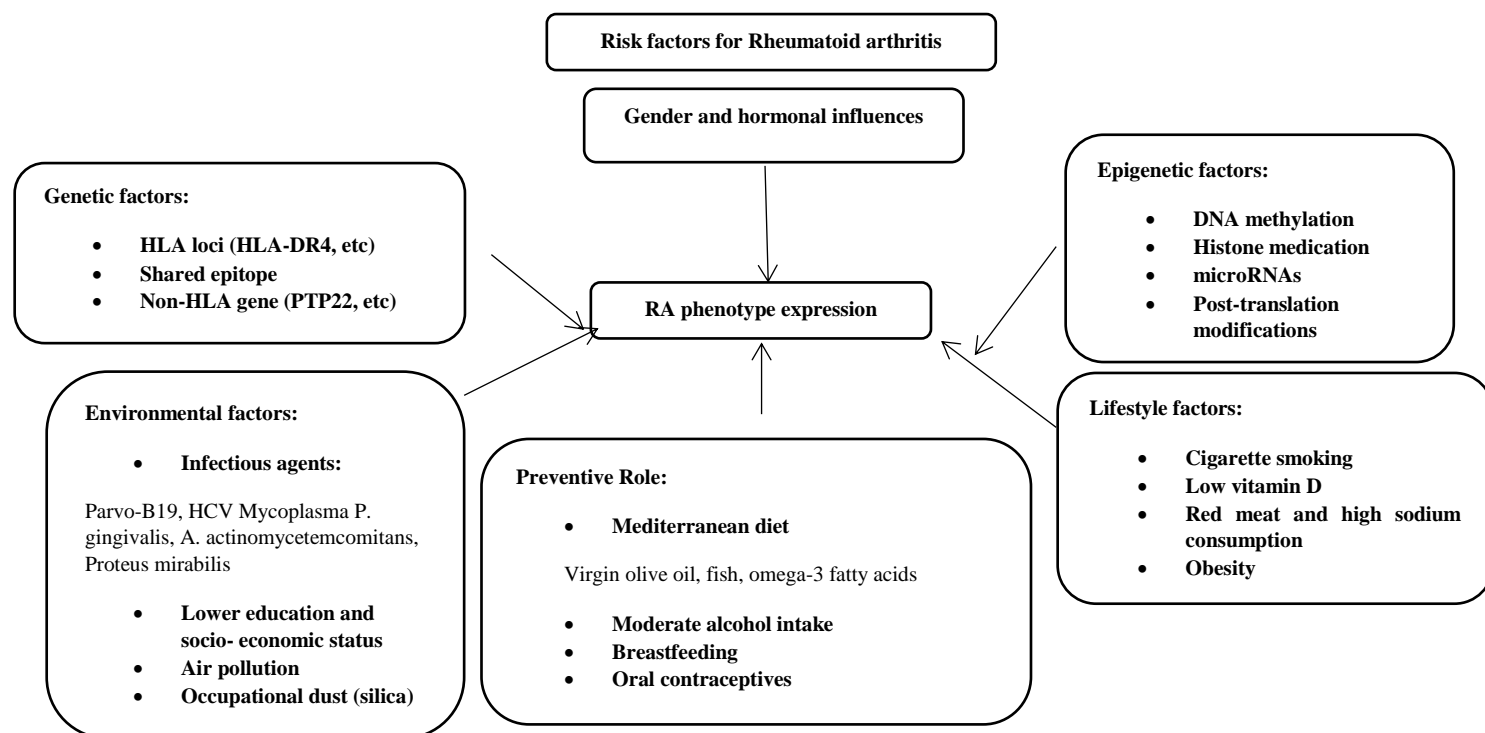 Risk factors for Rheumatoid arthritis
Gender and hormonal influences
Genetic factors:
• HLA loci (HLA-DR4, etc)
• Shared epitope
• Non-HLA gene (PTP22, etc)
Epigenetic factors:
• DNA methylation
• Histone medication
• microRNAs
• Post-translation
modifications
RA phenotype expression
Environmental factors:
• Infectious agents:
Parvo-B19, HCV Mycoplasma P.
gingivalis, A. actinomycetemcomitans,
Proteus mirabilis
• Lower education and
socio- economic status
• Air pollution
• Occupational dust (silica)
Preventive Role:
• Mediterranean diet
Virgin olive oil, fish, omega-3 fatty acids
• Moderate alcohol intake
• Breastfeeding
• Oral contraceptives
Lifestyle factors:
• Cigarette smoking
• Low vitamin D
• Red meat and high sodium
consumption
• Obesity